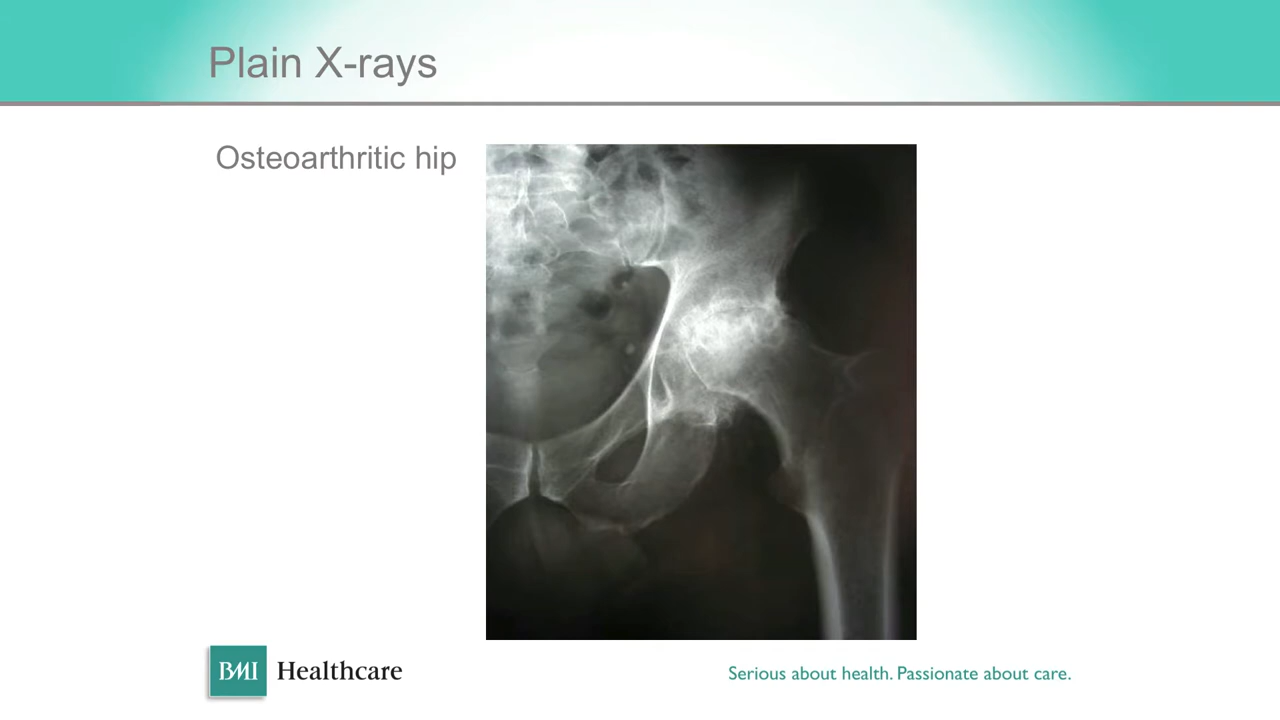 Plain X-rays
Osteoarthritic hip
BMI Healthcare
Serious about health. Passionate about care.